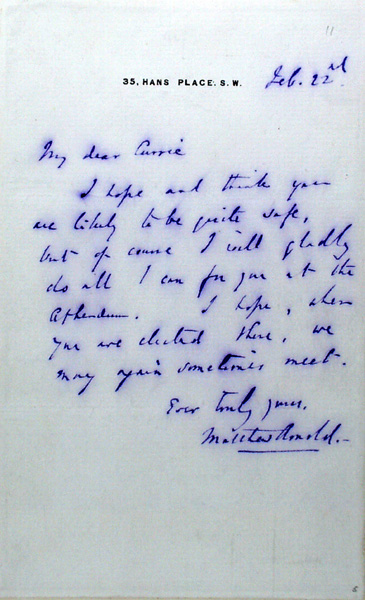 11
35, HANS PLACE. S. W.
Feb. 22nd.
My dear Currie
I hope and think you
are likely to be quite safe,
but of course I will gladly
do all I can for you at the
Athenaeum. I hope, when
you are elected there, we
may again sometimes meet.
Ever truly yours,
Matthew Arnold.-
6